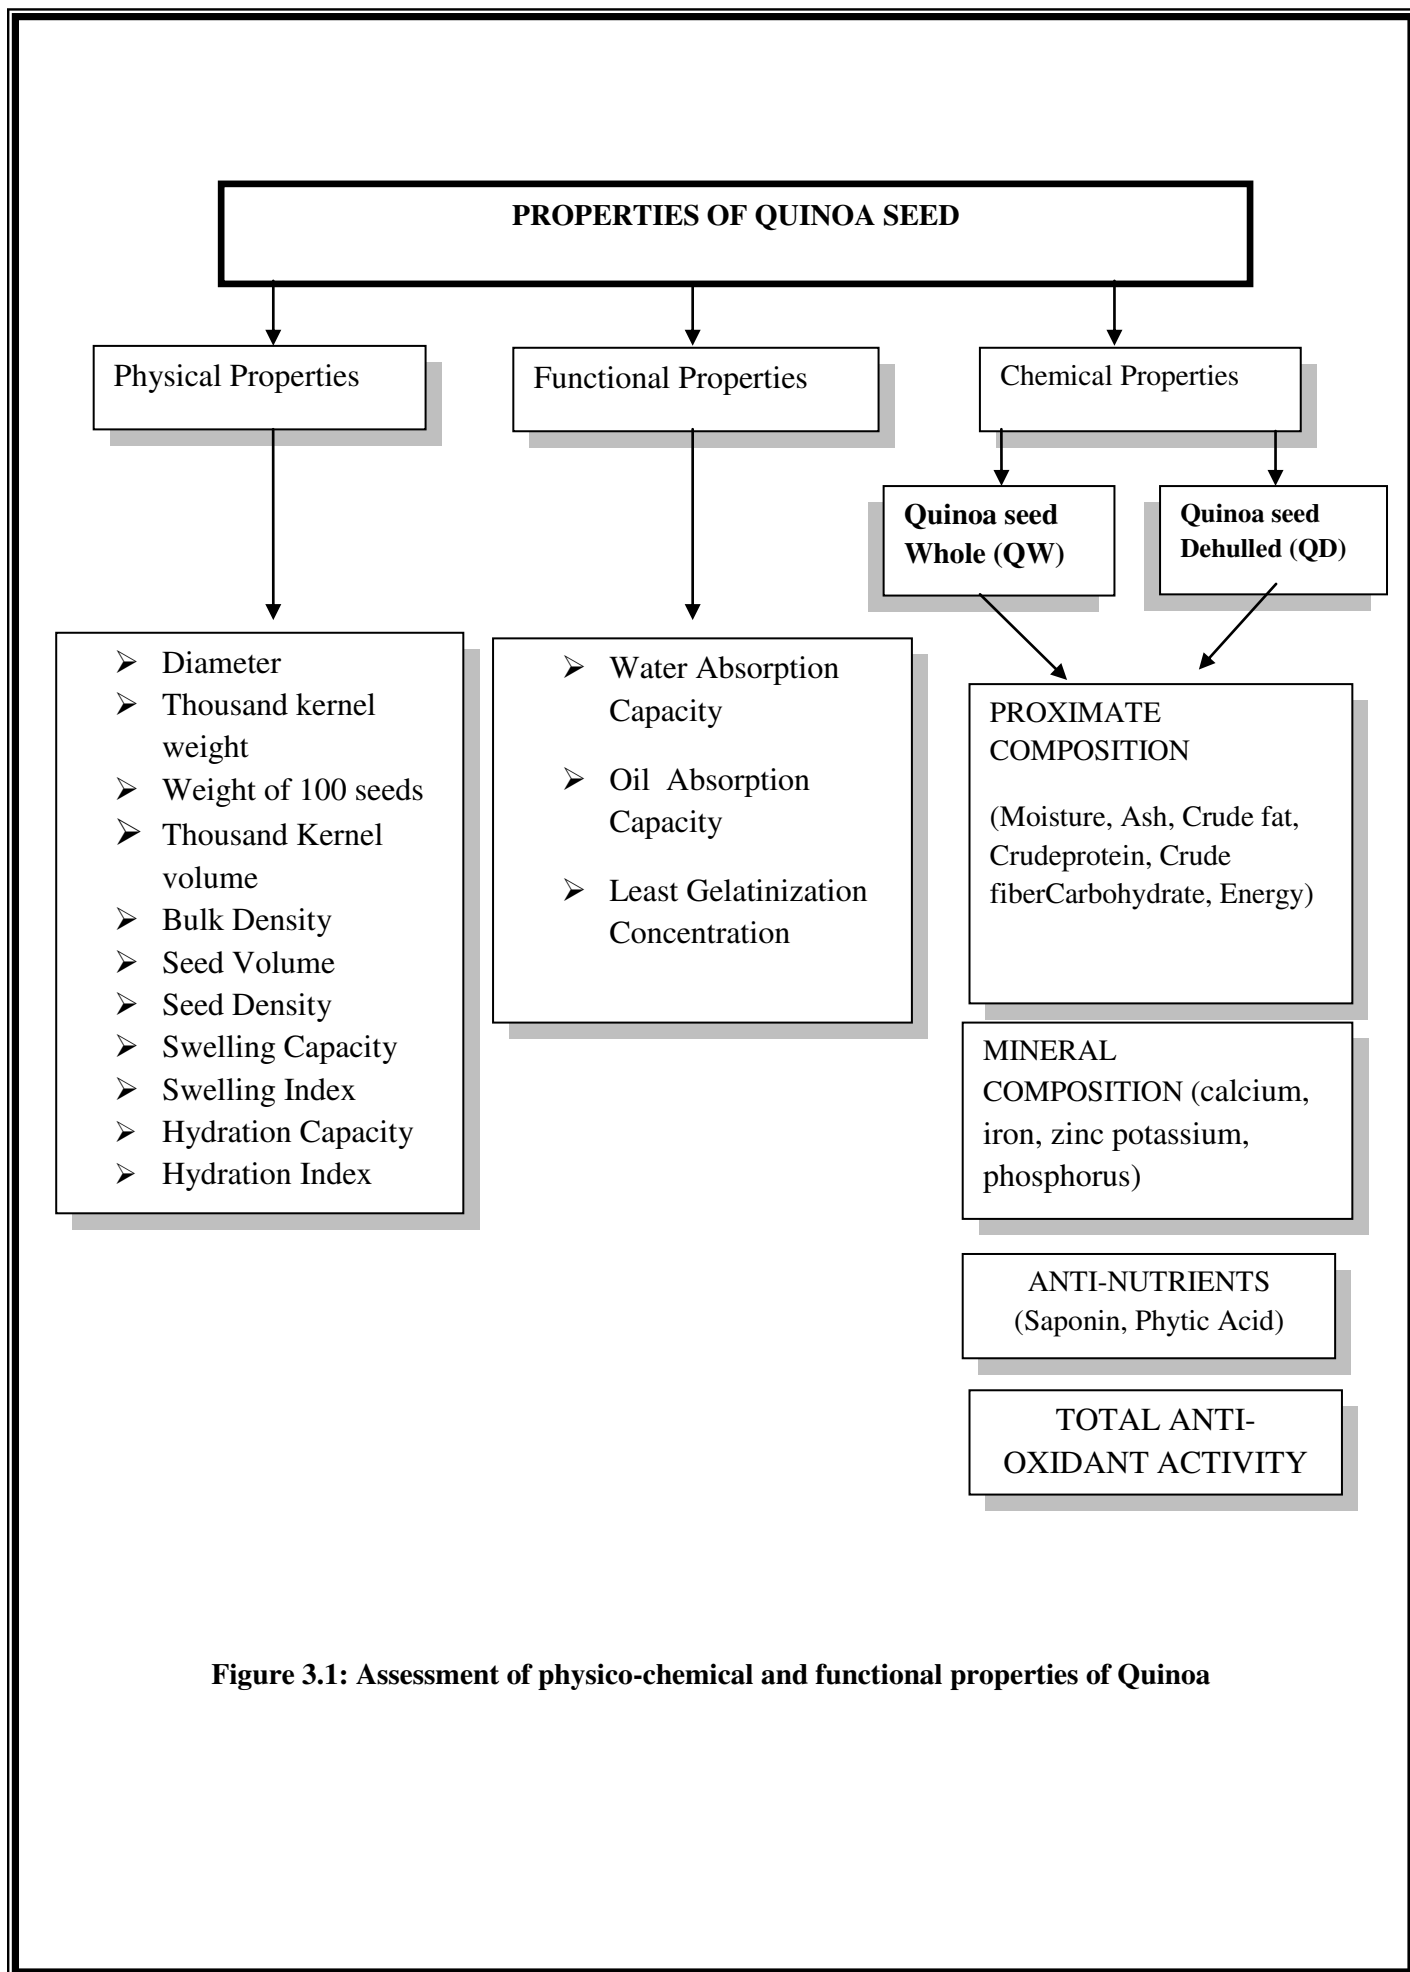 PROPERTIES OF QUINOA SEED
Physical Properties
Functional Properties
Chemical Properties
Quinoa seed
Whole (QW)
Quinoa seed
Dehulled (QD)
➢ Diameter
➢ Thousand kernel
weight
➢ Weight of 100 seeds
➢ Thousand Kernel
volume
➢ Bulk Density
➢ Seed Volume
➢ Seed Density
➢ Swelling Capacity
➢ Swelling Index
➢ Hydration Capacity
➢ Hydration Index
➢ Water Absorption
Capacity
➢ Oil  Absorption
Capacity
➢ Least Gelatinization
Concentration
PROXIMATE
COMPOSITION
(Moisture, Ash, Crude fat,
Crudeprotein, Crude
fiberCarbohydrate, Energy)
MINERAL
COMPOSITION (calcium,
iron, zinc potassium,
phosphorus)
ANTI-NUTRIENTS
(Saponin, Phytic Acid)
TOTAL ANTI-
OXIDANT ACTIVITY
Figure 3.1: Assessment of physico-chemical and functional properties of Quinoa